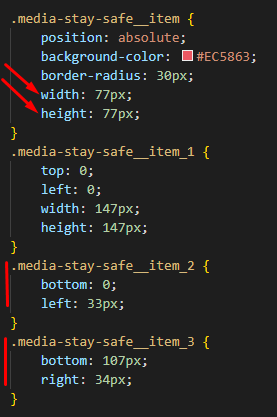 .media-stay-safe__item {
position: absolute;
background-color: #EC5863;
border-radius: 30px;
width: 77px;
height: 77px;
}
.media-stay-safe__item_1 {
top: 0;
left: 0;
width: 147px;
height: 147px;
}
.media-stay-safe__item_2 {
bottom: 0;
left: 33px;
}
.media-stay-safe__item_3 {
bottom: 107px;
right: 34px;